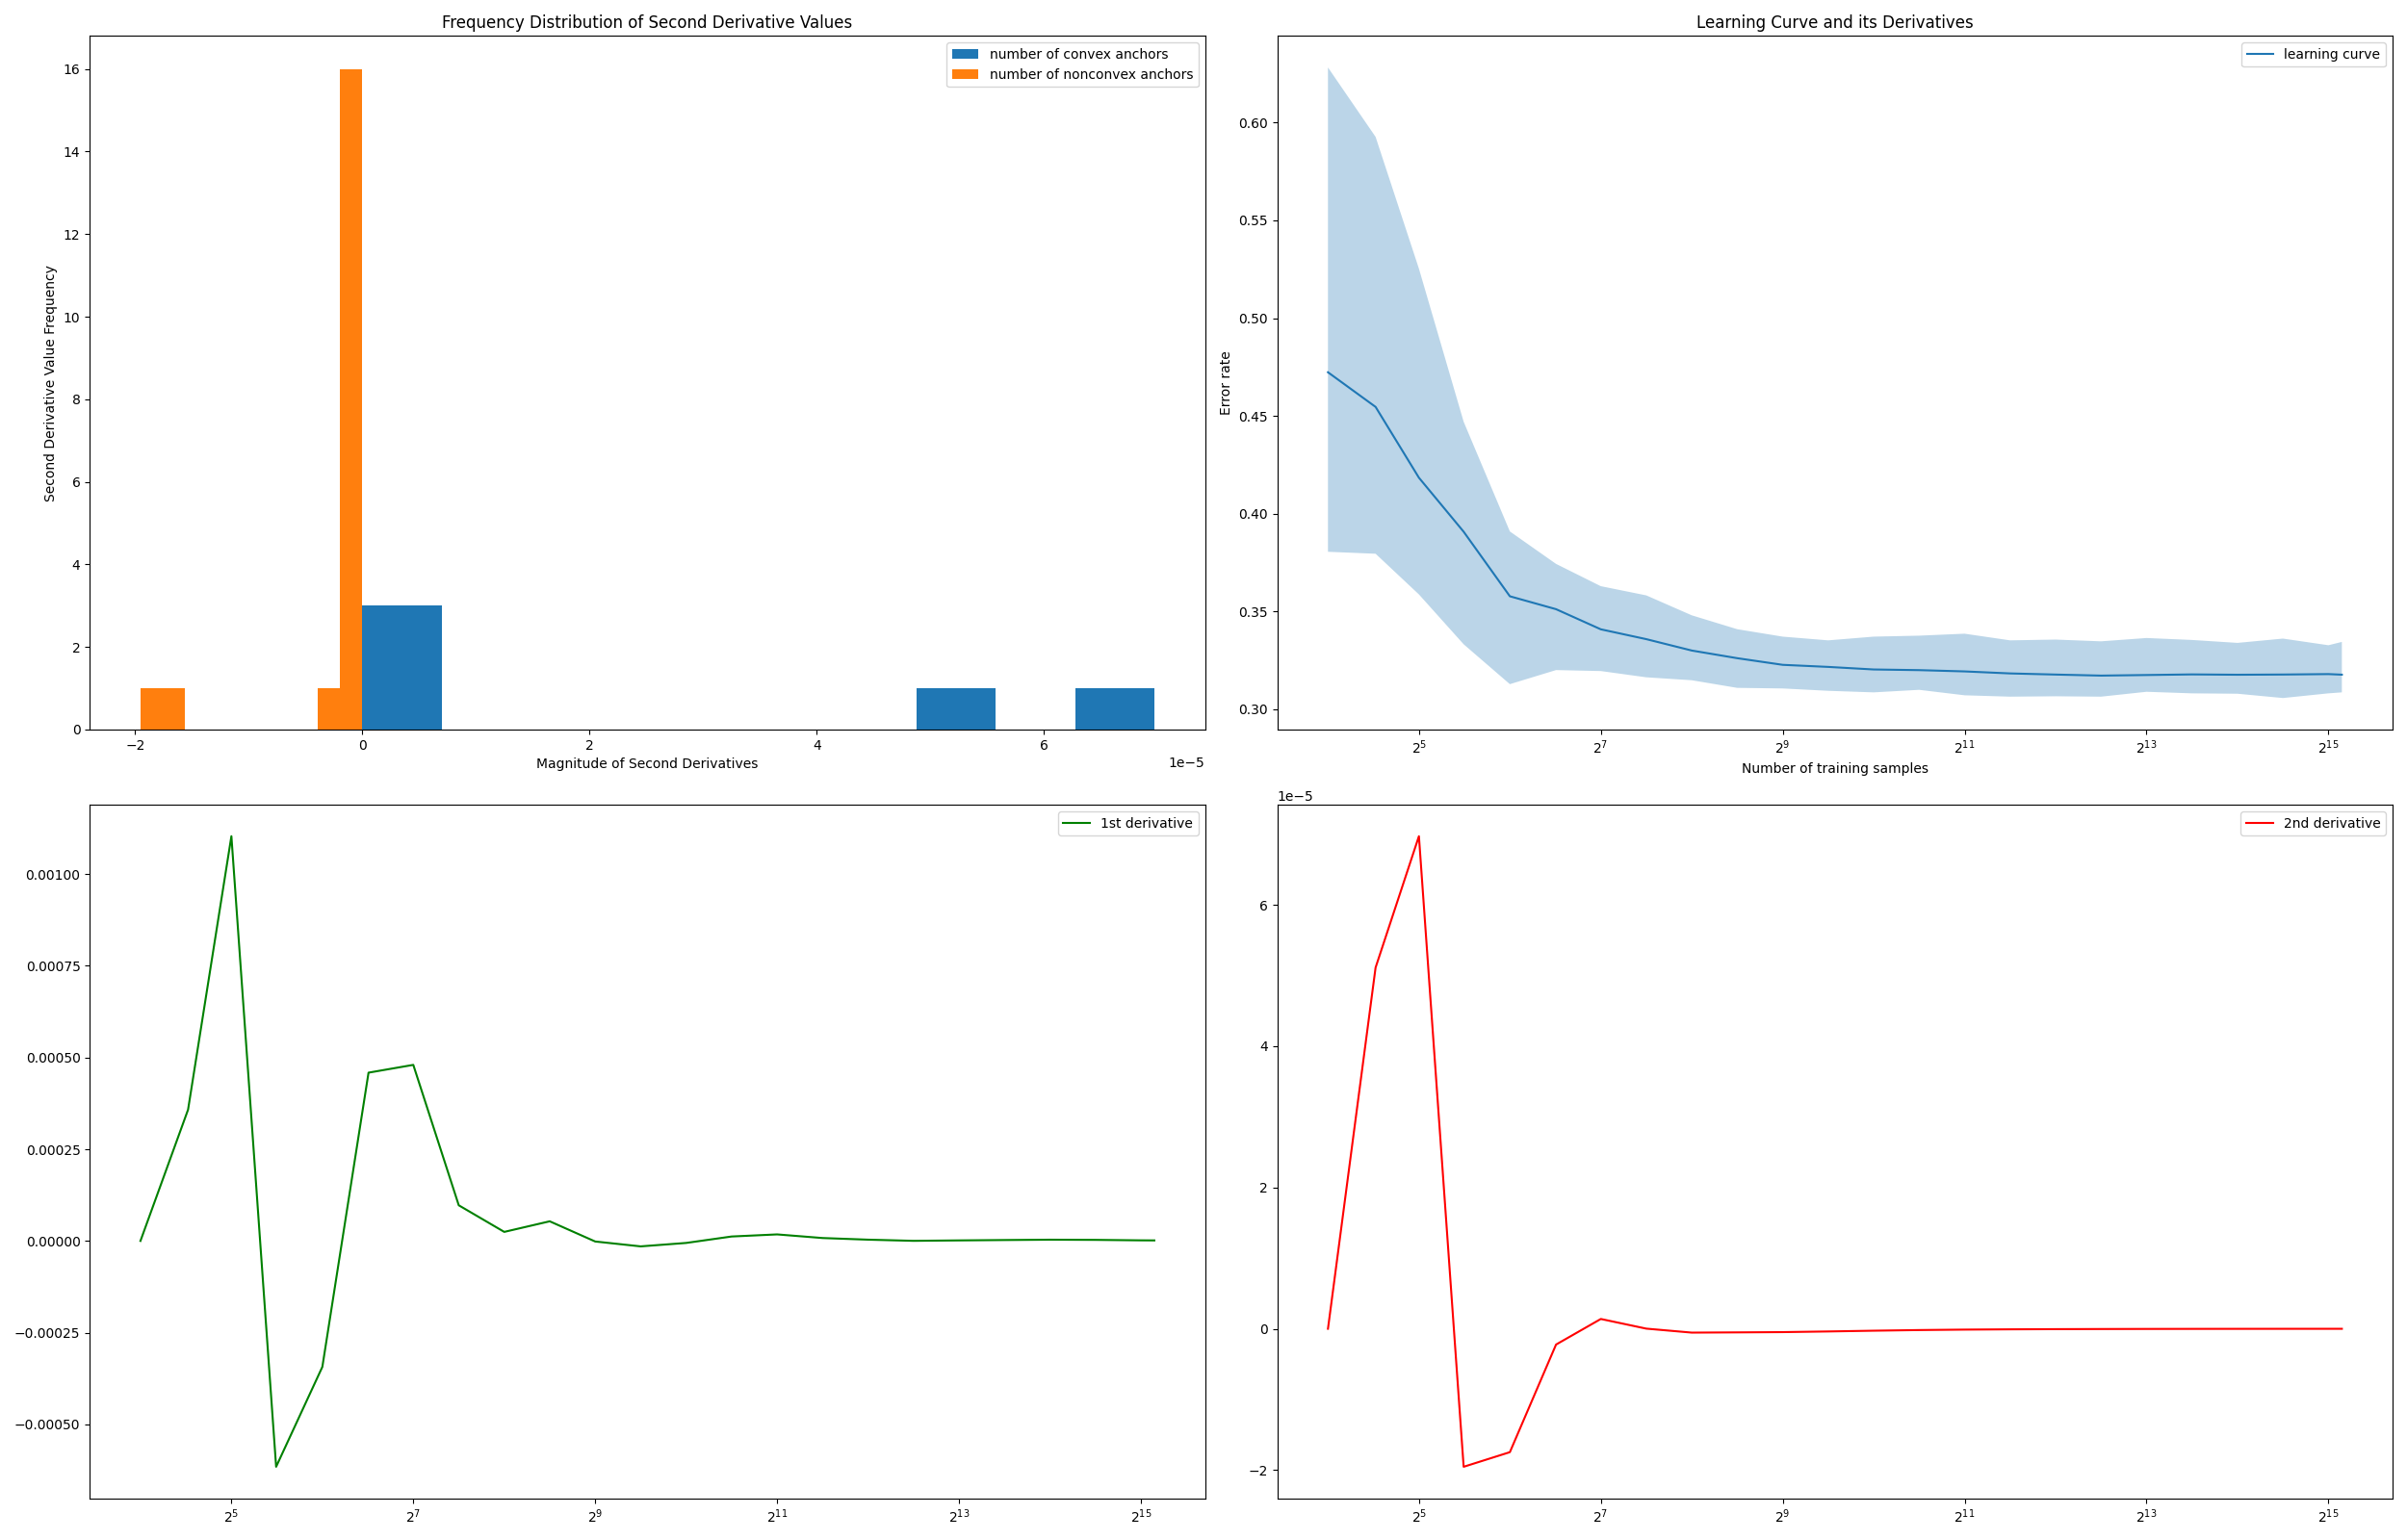 Frequency Distribution of Second Derivative Values
number of convex anchors
number of nonconvex anchors
Second Derivative Value Frequency
16
14
12
10
8
6
4
2
0
−2 0 2 4 6
1e−5
Magnitude of Second Derivatives
Learning Curve and its Derivatives
learning curve
Error rate
0.60
0.55
0.50
0.45
0.40
0.35
0.30
2^5 2^7 2^9 2^11 2^13 2^15
Number of training samples
1st derivative
0.00100
0.00075
0.00050
0.00025
0.00000
−0.00025
−0.00050
2^5 2^7 2^9 2^11 2^13 2^15
1e−5
2nd derivative
6
4
2
0
−2
2^5 2^7 2^9 2^11 2^13 2^15